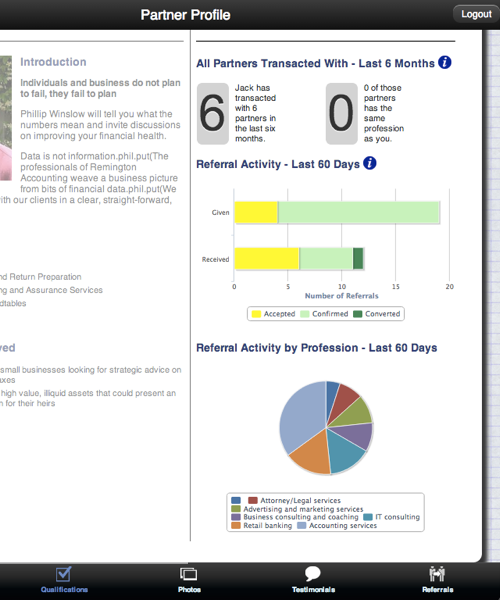 Partner Profile
Logout
Introduction
Individuals and business do not plan
to fail, they fail to plan
Phillip Winslow will tell you what the
numbers mean and invite discussions
on improving your financial health.
Data is not information.phil.put(The
professionals of Remington
Accounting weave a business picture
from bits of financial data.phil.put(We
ith our clients in a clear, straight-forward,
nd Return Preparation
ng and Assurance Services
ndtables
ved
small businesses looking for strategic advice on
axes
high value, illiquid assets that could present an
n for their heirs
All Partners Transacted With - Last 6 Months i
6
Jack has
transacted
with 6
partners in
the last six
months.
0
0 of those
partners
has the
same
profession
as you.
Referral Activity - Last 60 Days i
Given
Received
0 5 10 15 20
Number of Referrals
Accepted Confirmed Converted
Referral Activity by Profession - Last 60 Days
Attorney/Legal services
Advertising and marketing services
Business consulting and coaching IT consulting
Retail banking Accounting services
Qualifications Photos Testimonials Referrals